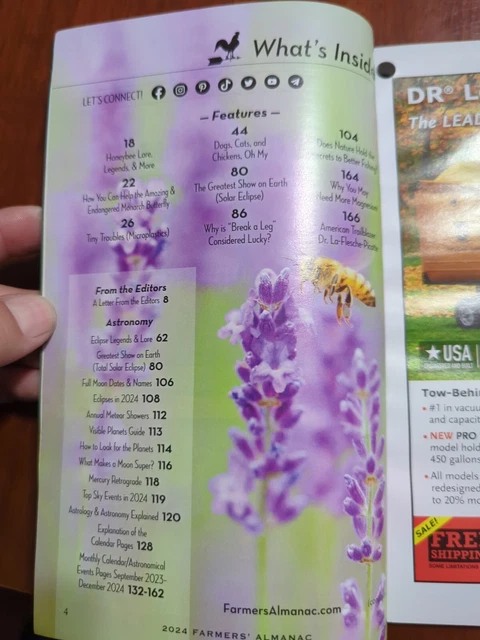 What's Inside
LET'S CONNECT!
— Features —
18
Honeybee Lore,
Legends, & More
22
How You Can Help the Amazing &
Endangered Monarch Butterfly
26
Tiny Troubles (Microplastics)
44
Dogs, Cats, and
Chickens, Oh My
80
The Greatest Show on Earth
(Solar Eclipse)
86
Why is "Break a Leg"
Considered Lucky?
104
Does Nature Hold the
Secrets to Better Fishing?
164
Why You May
Need More Magnesium
166
American Trailblazer
Dr. La-Flesche-Picotte
From the Editors
A Letter From the Editors 8
Astronomy
Eclipse Legends & Lore 62
Greatest Show on Earth
(Total Solar Eclipse) 80
Full Moon Dates & Names 106
Eclipses in 2024 108
Annual Meteor Showers 112
Visible Planets Guide 113
How to Look for the Planets 114
What Makes a Moon Super? 116
Mercury Retrograde 118
Top Sky Events in 2024 119
Astrology & Astronomy Explained 120
Explanation of the
Calendar Pages 128
Monthly Calendar/Astronomical
Events Pages September 2023-
December 2024 132-162
FarmersAlmanac.com
4
2024 FARMERS' ALMANAC
DR®
The LEAD
USA
Tow-Behin
• #1 in vacuu
and capacit
• NEW PRO
model hold
450 gallons
• All models
redesigned
to 20% mo
SALE!
FREE
SHIPPIN
SOME LIMITATIONS